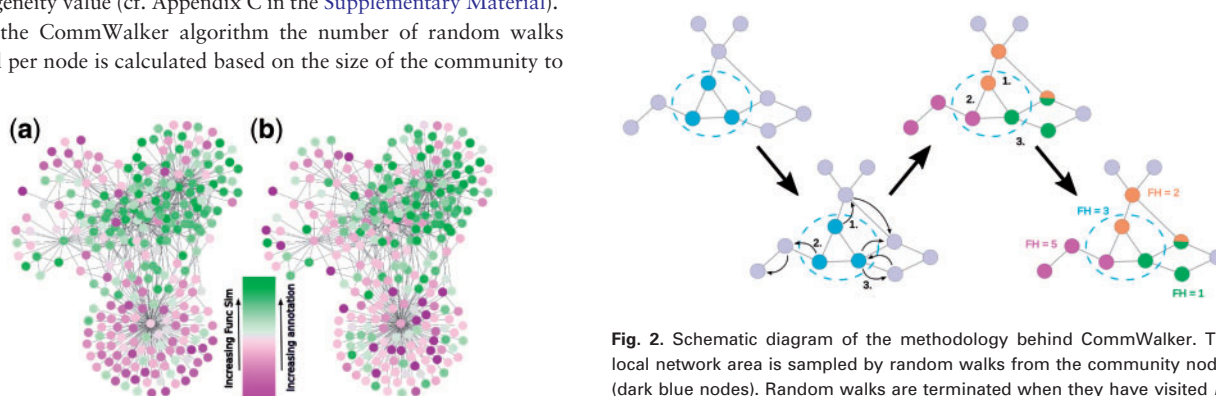 geneity value (cf. Appendix C in the Supplementary Material).
the CommWalker algorithm the number of random walks
per node is calculated based on the size of the community to
(a)
(b)
Increasing Func Sim
Increasing annotation
1.
2.
3.
1.
2.
3.
FH = 2
FH = 3
FH = 5
FH = 1
Fig. 2. Schematic diagram of the methodology behind CommWalker. T
local network area is sampled by random walks from the community nod
(dark blue nodes). Random walks are terminated when they have visited